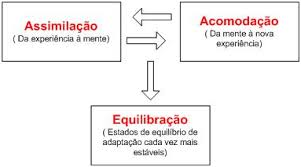 Assimilação
( Da experiência à mente)
Acomodação
( Da mente à nova
experiência)
Equilibração
( Estados de equilíbrio de
adaptação cada vez mais
estáveis)